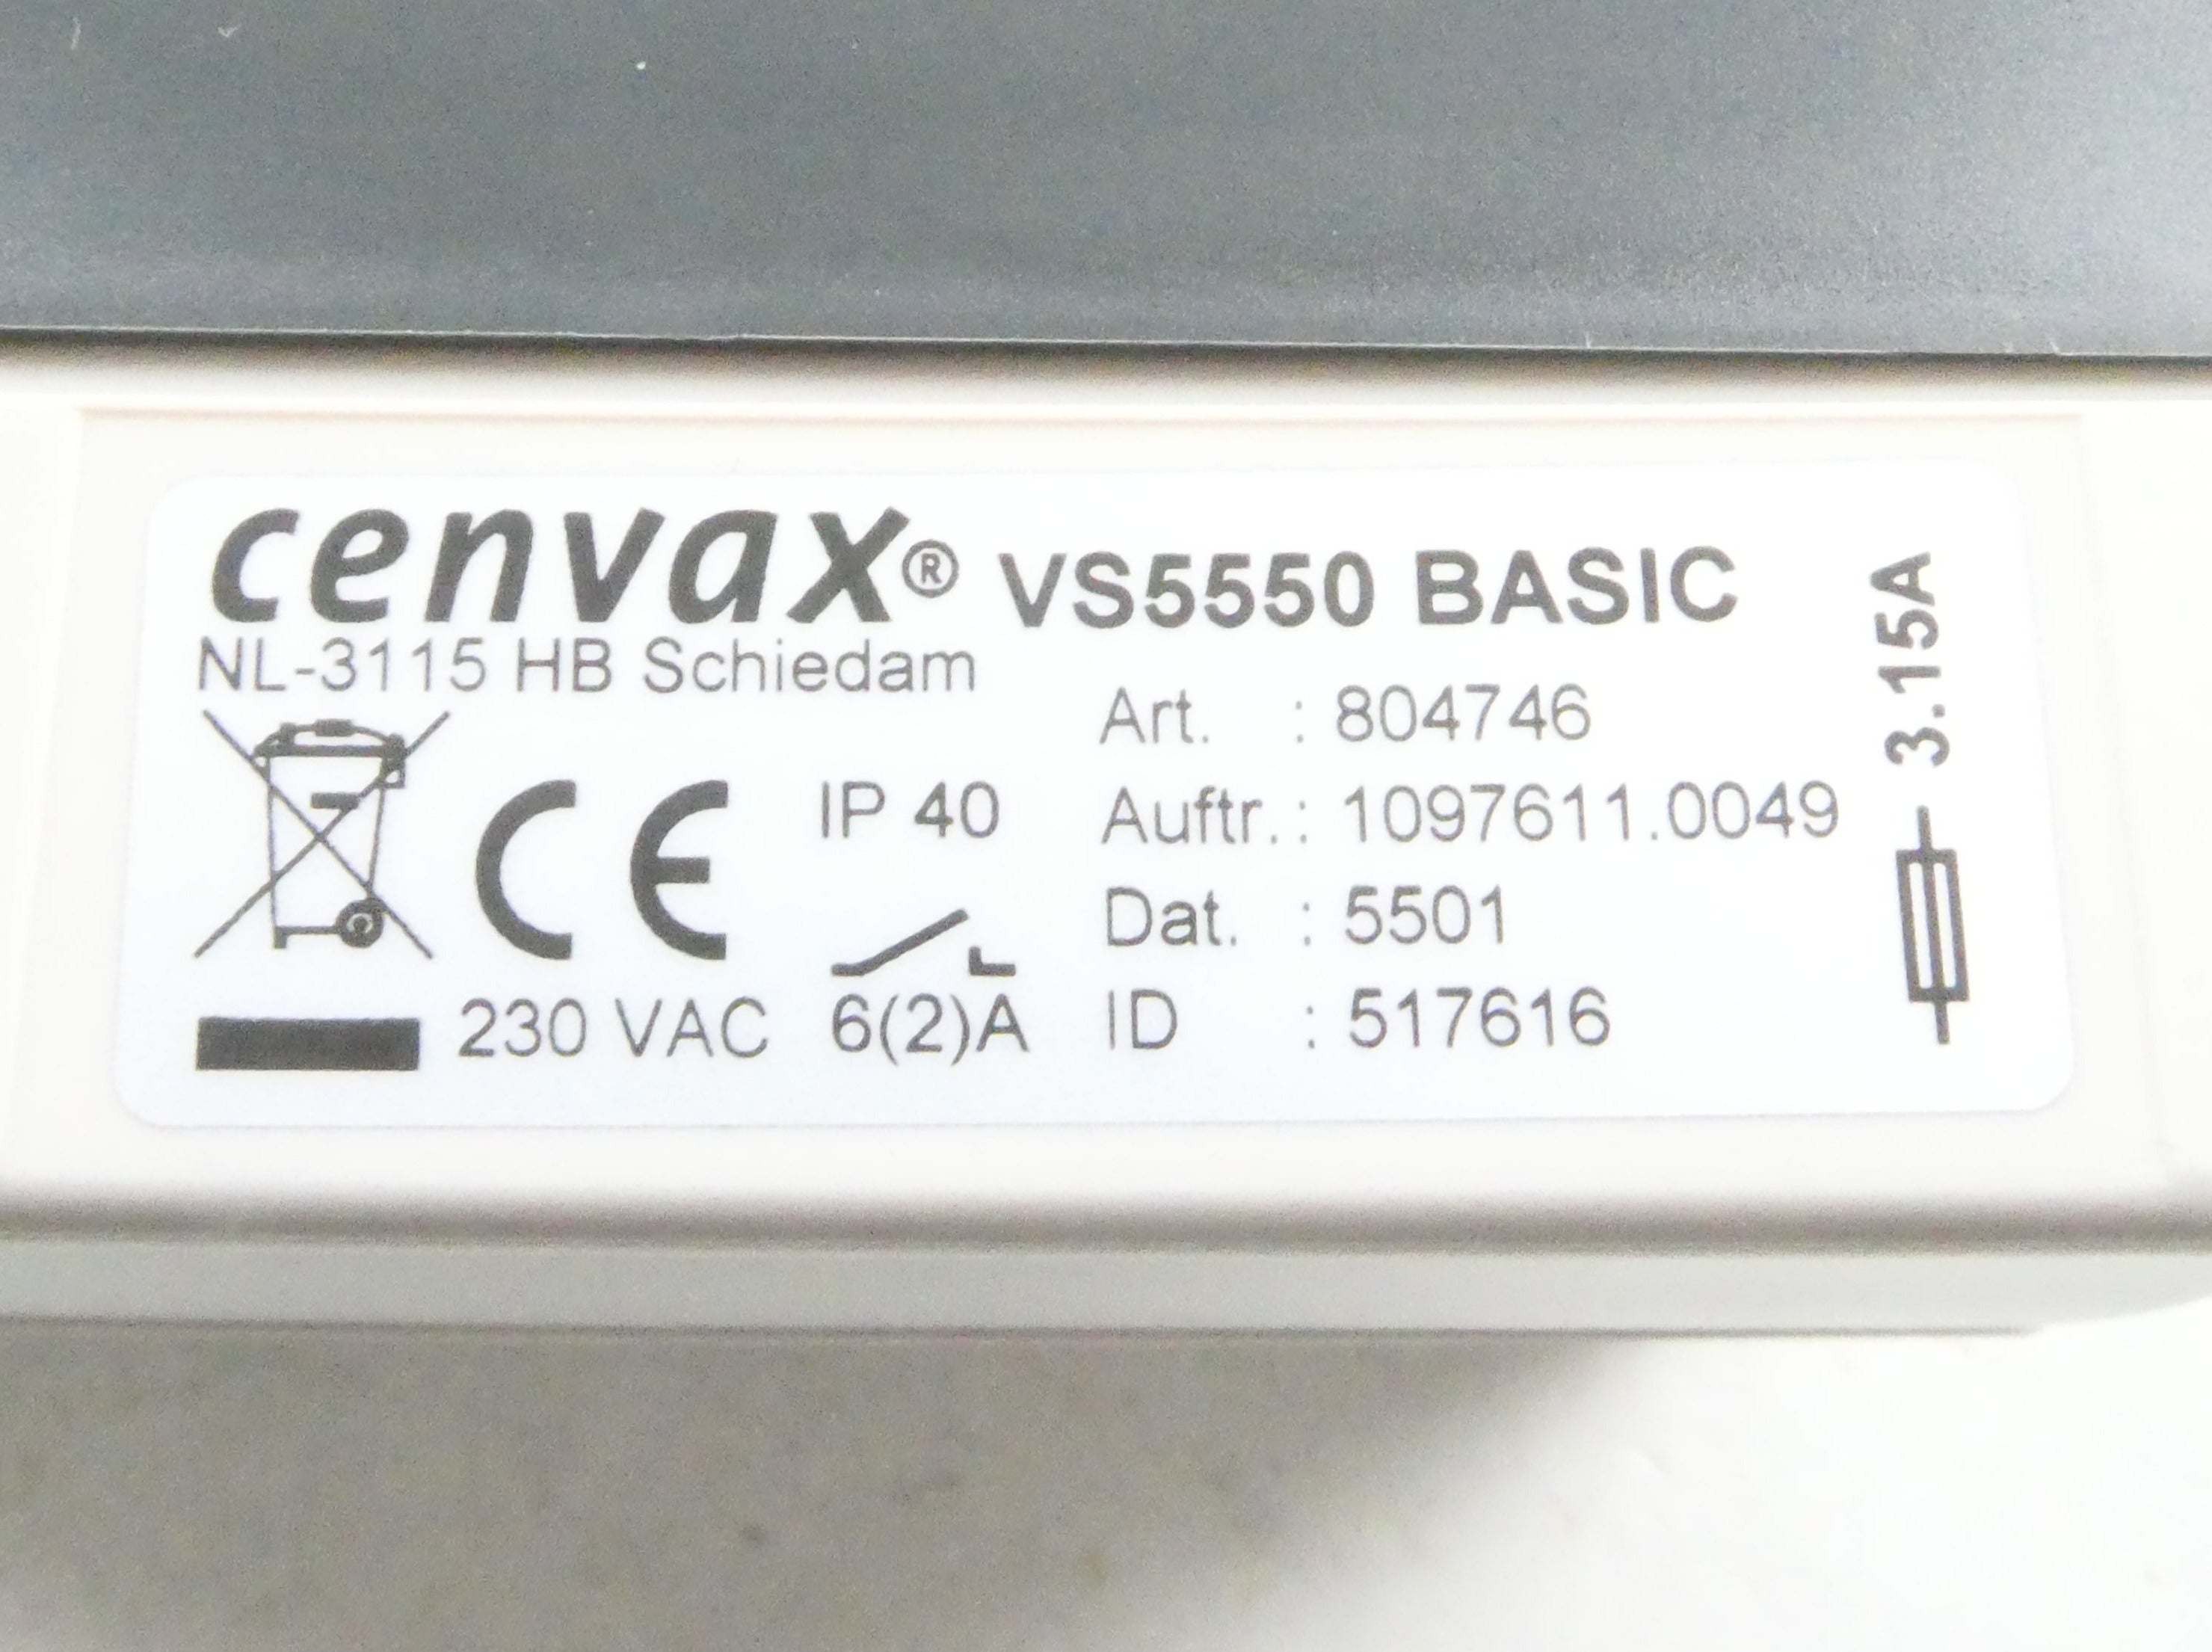 cenvax® VS5550 BASIC
NL-3115 HB Schiedam
Art. : 804746
IP 40
Auftr. : 1097611.0049
Dat. : 5501
230 VAC 6(2)A
ID : 517616
3.15A
CE